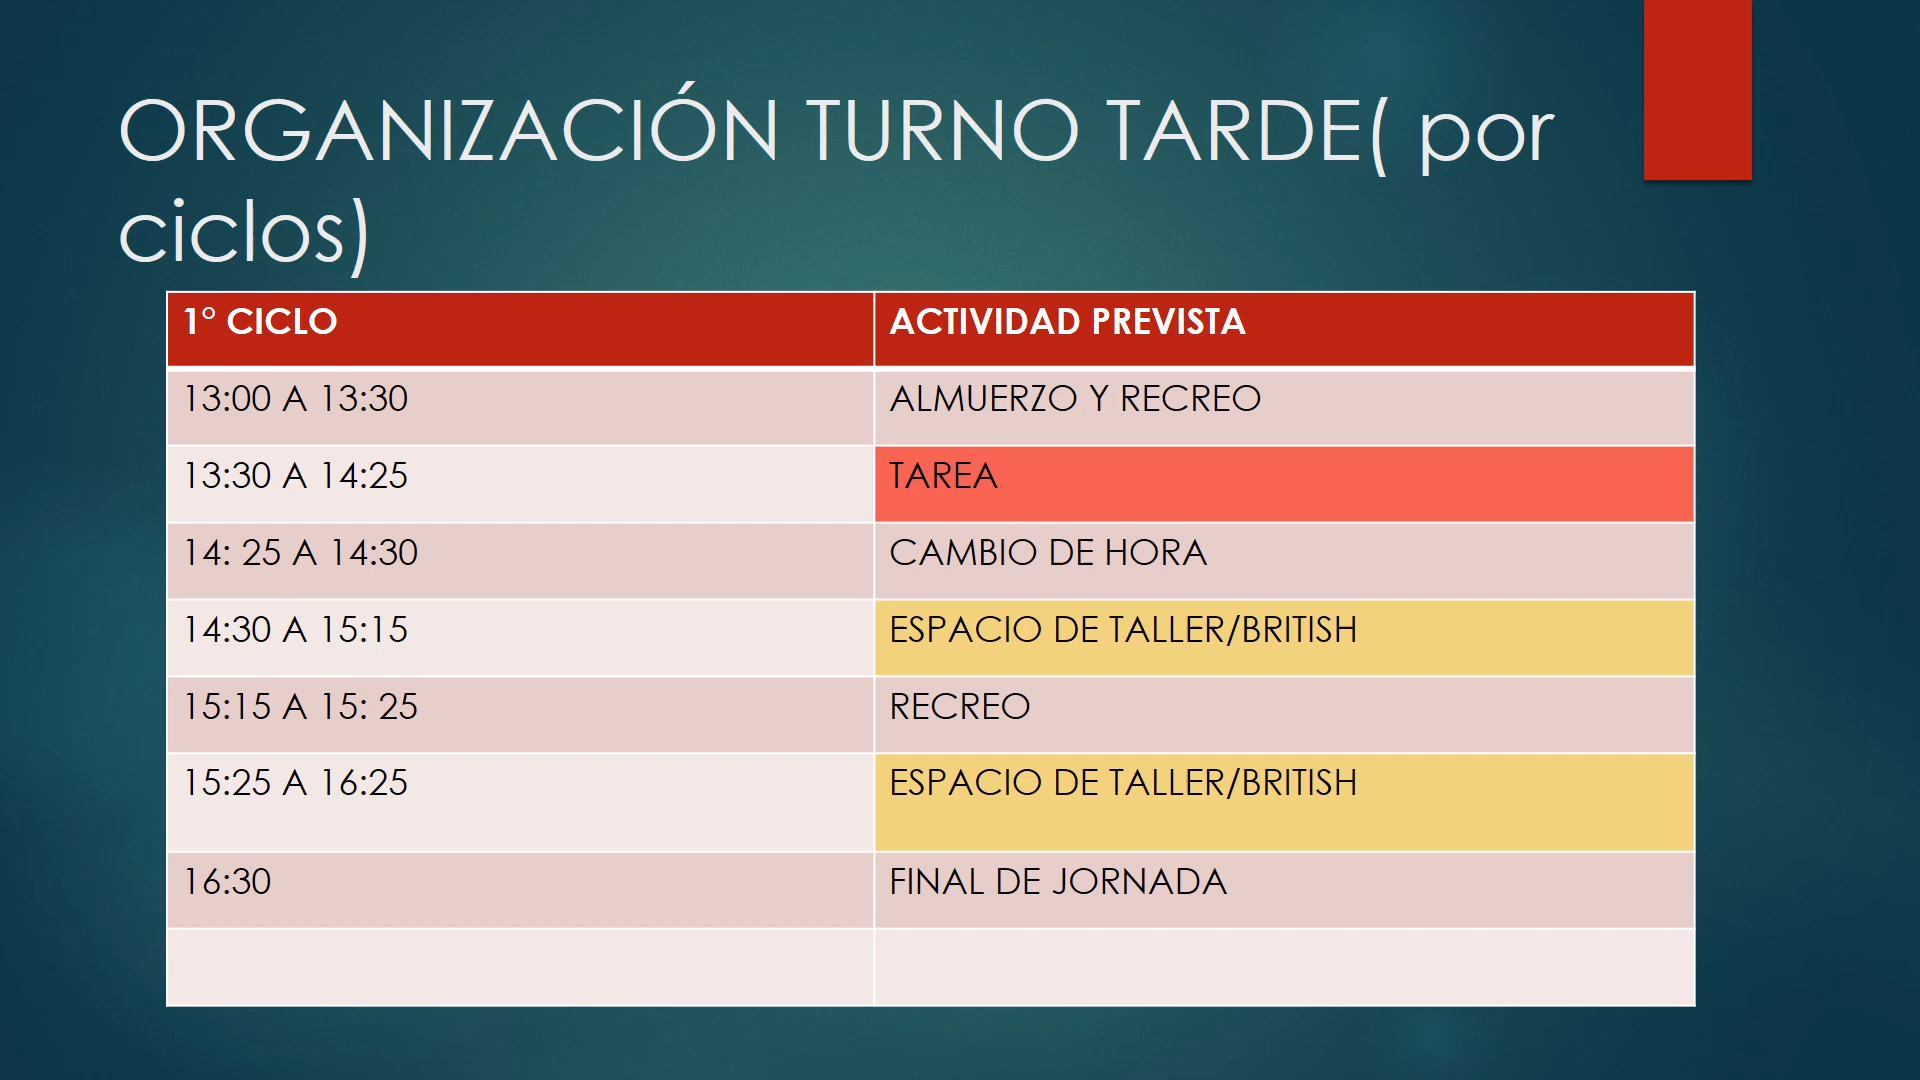 ORGANIZACIÓN TURNO TARDE( por
ciclos)
1° CICLO ACTIVIDAD PREVISTA
13:00 A 13:30 ALMUERZO Y RECREO
13:30 A 14:25 TAREA
14: 25 A 14:30 CAMBIO DE HORA
14:30 A 15:15 ESPACIO DE TALLER/BRITISH
15:15 A 15: 25 RECREO
15:25 A 16:25 ESPACIO DE TALLER/BRITISH
16:30 FINAL DE JORNADA